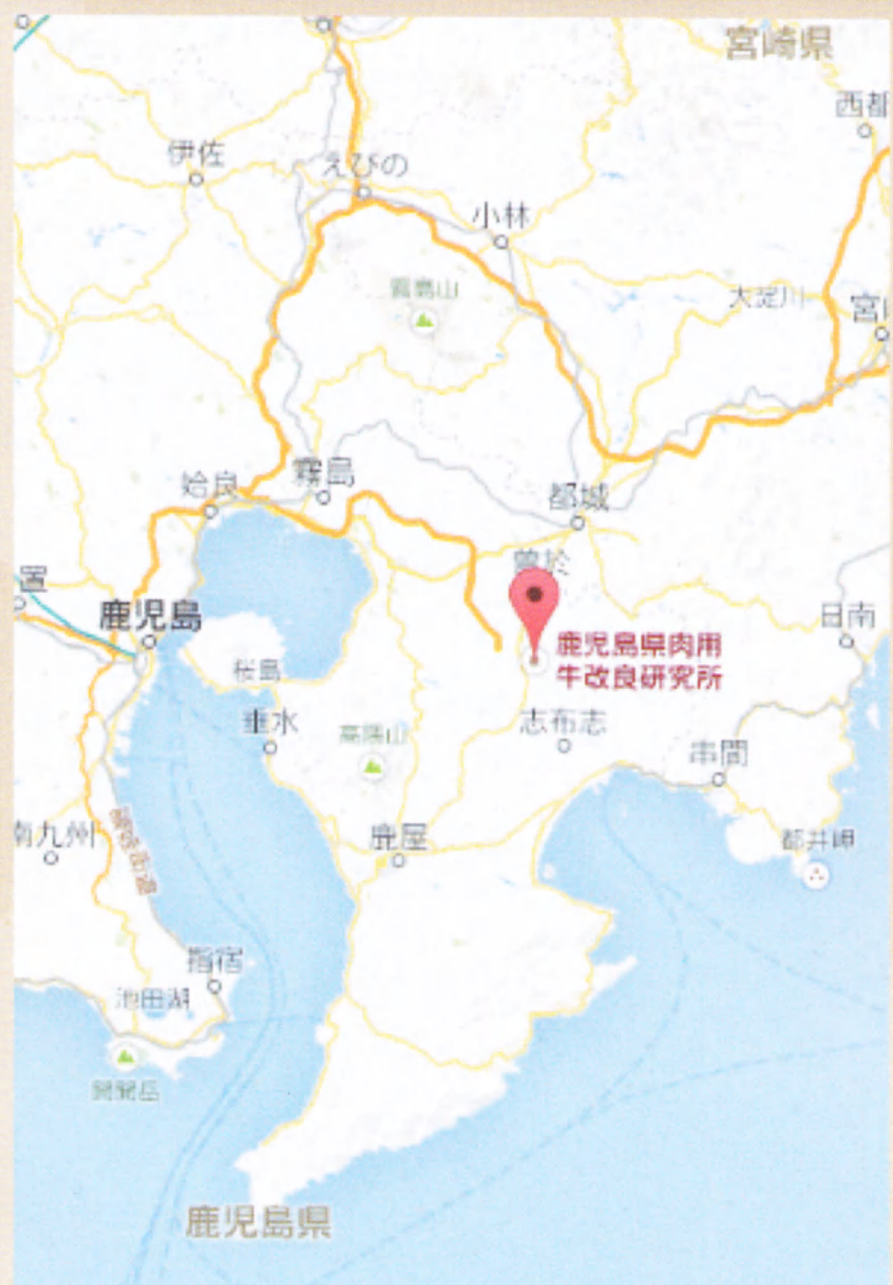 宮崎県
西都
伊佐
えびの
小林
霧島山
大淀川
宮
姶良
霧島
都城
曽於
置
鹿児島
日南
鹿児島県肉用
牛改良研究所
桜島
垂水
志布志
高隈山
串間
南九州
鹿屋
都井岬
指宿
池田湖
開聞岳
鹿児島県